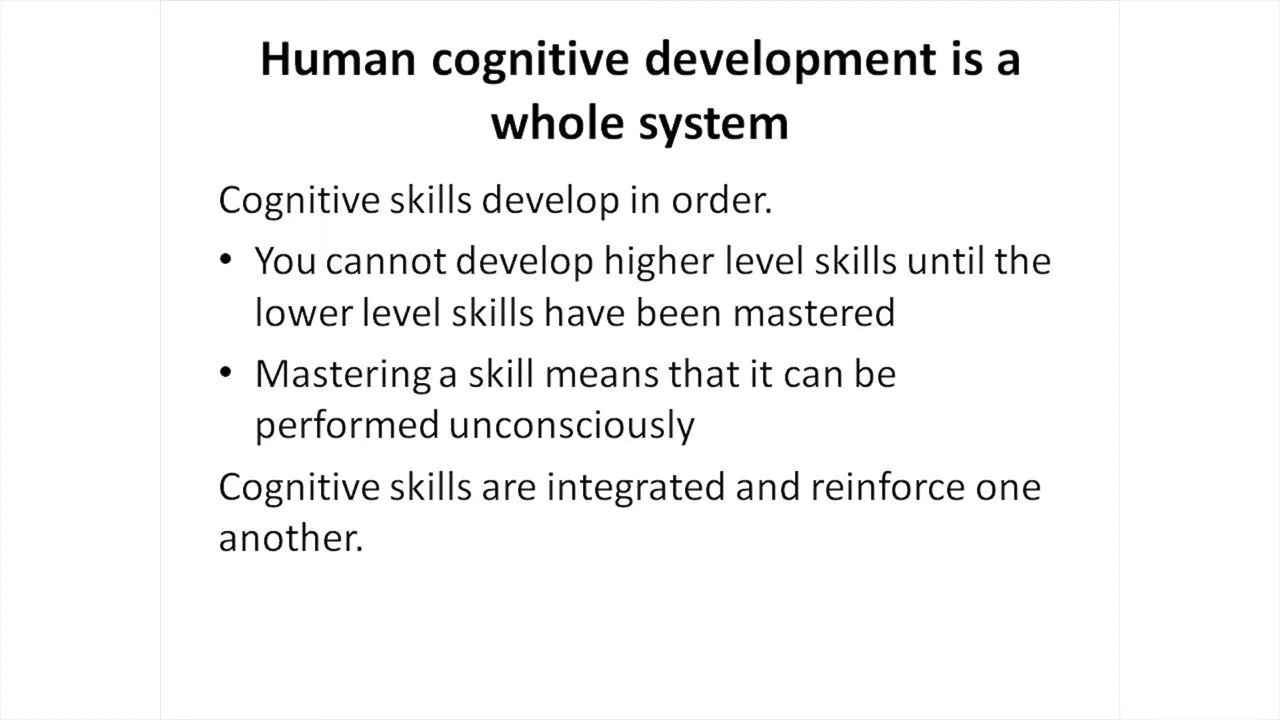 Human cognitive development is a
whole system
Cognitive skills develop in order.
• You cannot develop higher level skills until the
lower level skills have been mastered
• Mastering a skill means that it can be
performed unconsciously
Cognitive skills are integrated and reinforce one
another.